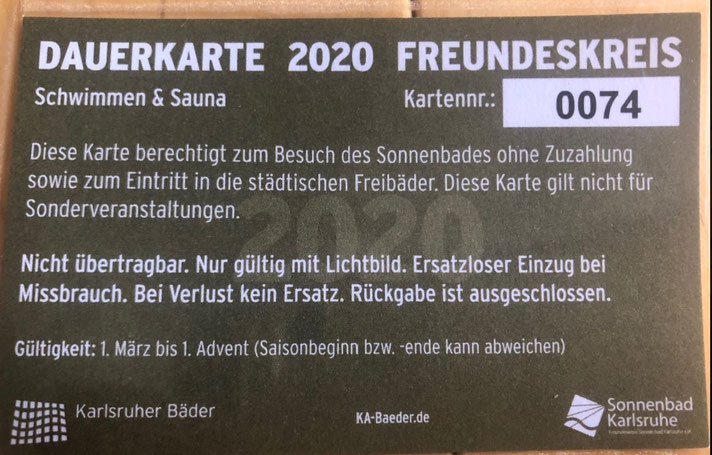 DAUERKARTE 2020 FREUNDESKREIS
Schwimmen & Sauna
Kartennr.: 0074
Diese Karte berechtigt zum Besuch des Sonnenbades ohne Zuzahlung
sowie zum Eintritt in die städtischen Freibäder. Diese Karte gilt nicht für
Sonderveranstaltungen.
2020
Nicht übertragbar. Nur gültig mit Lichtbild. Ersatzloser Einzug bei
Missbrauch. Bei Verlust kein Ersatz. Rückgabe ist ausgeschlossen.
Gültigkeit: 1. März bis 1. Advent (Saisonbeginn bzw. -ende kann abweichen)
Karlsruher Bäder
KA-Baeder.de
Sonnenbad
Karlsruhe